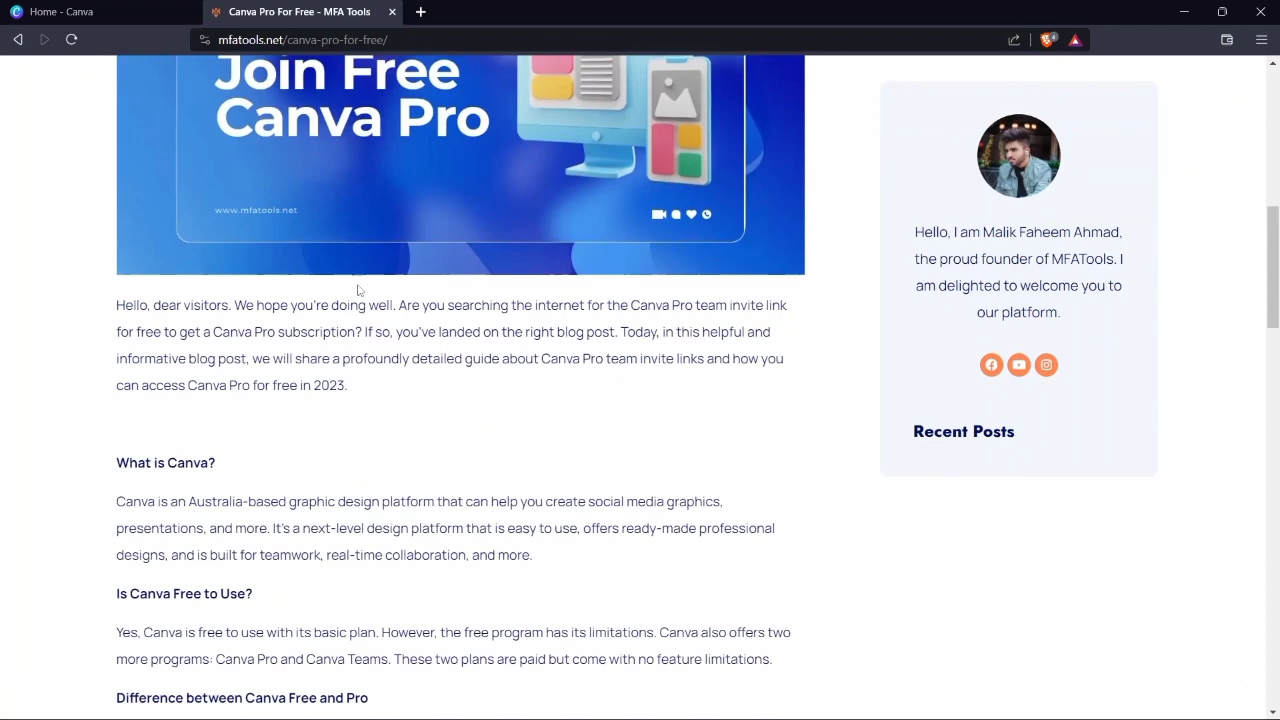 Home - Canva
Canva Pro For Free - MFA Tools
mfatools.net/canva-pro-for-free/
4
Join Free
Canva Pro
www.mfatools.net
Hello, dear visitors. We hope you're doing well. Are you searching the internet for the Canva Pro team invite link
for free to get a Canva Pro subscription? If so, you've landed on the right blog post. Today, in this helpful and
informative blog post, we will share a profoundly detailed guide about Canva Pro team invite links and how you
can access Canva Pro for free in 2023.
What is Canva?
Canva is an Australia-based graphic design platform that can help you create social media graphics,
presentations, and more. It's a next-level design platform that is easy to use, offers ready-made professional
designs, and is built for teamwork, real-time collaboration, and more.
Is Canva Free to Use?
Yes, Canva is free to use with its basic plan. However, the free program has its limitations. Canva also offers two
more programs: Canva Pro and Canva Teams. These two plans are paid but come with no feature limitations.
Difference between Canva Free and Pro
Hello, I am Malik Faheem Ahmad,
the proud founder of MFATools. I
am delighted to welcome you to
our platform.
Recent Posts